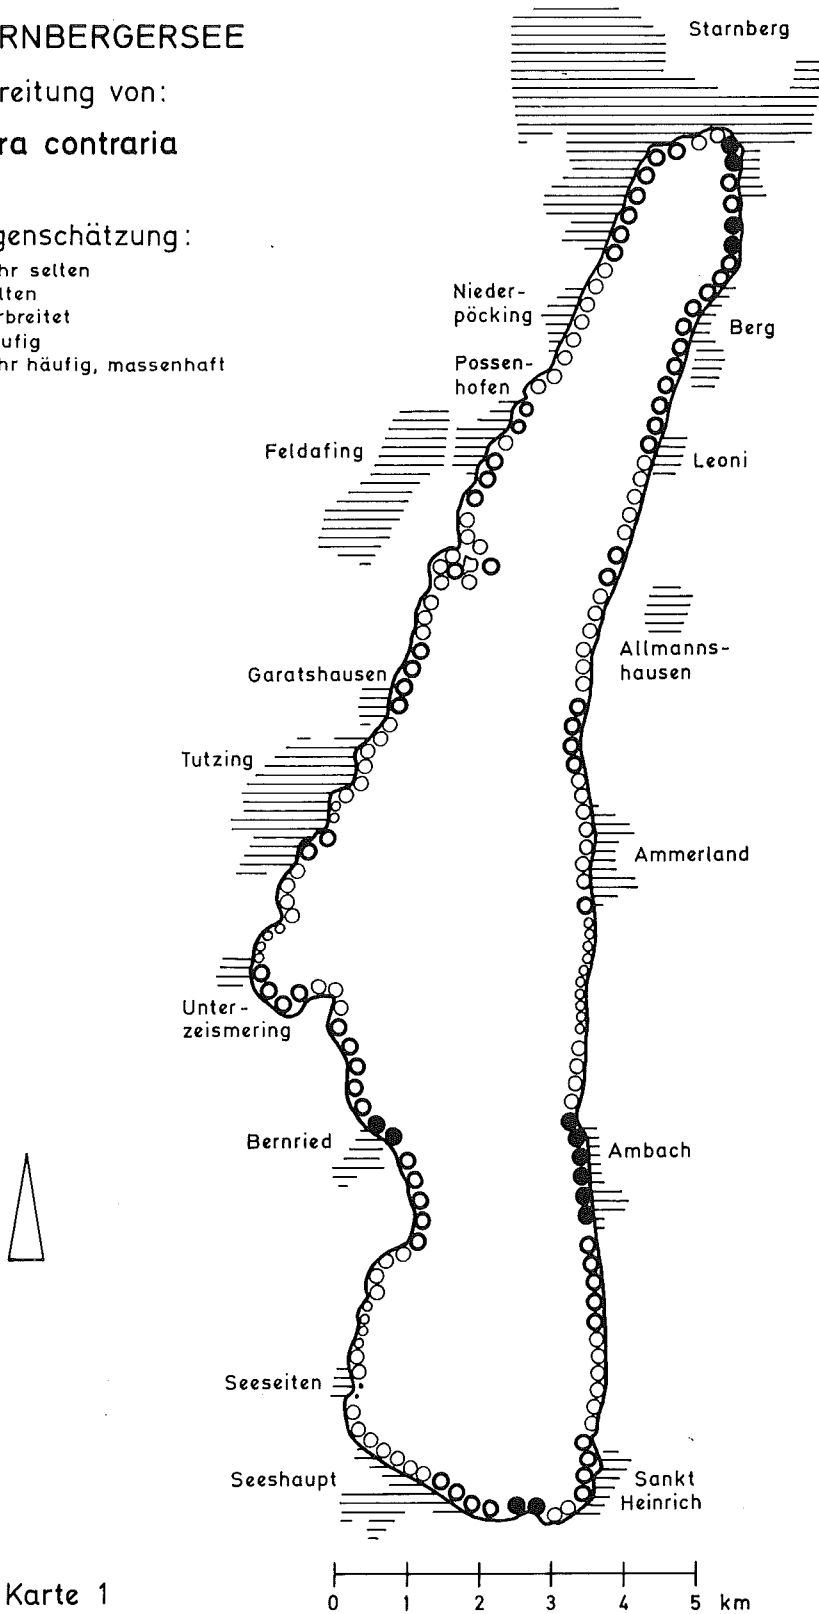 RNBERGERSEE
reitung von:
ra contraria
genschätzung:
hr selten
lten
rbreitet
ufig
hr häufig, massenhaft
Starnberg
Nieder-
pöcking
Berg
Possen-
hofen
Feldafing
Leoni
Allmanns-
hausen
Garatshausen
Tutzing
Ammerland
Unter-
zeismering
Bernried
Ambach
Seeseiten
Seeshaupt
Sankt
Heinrich
Karte 1
0 1 2 3 4 5 km